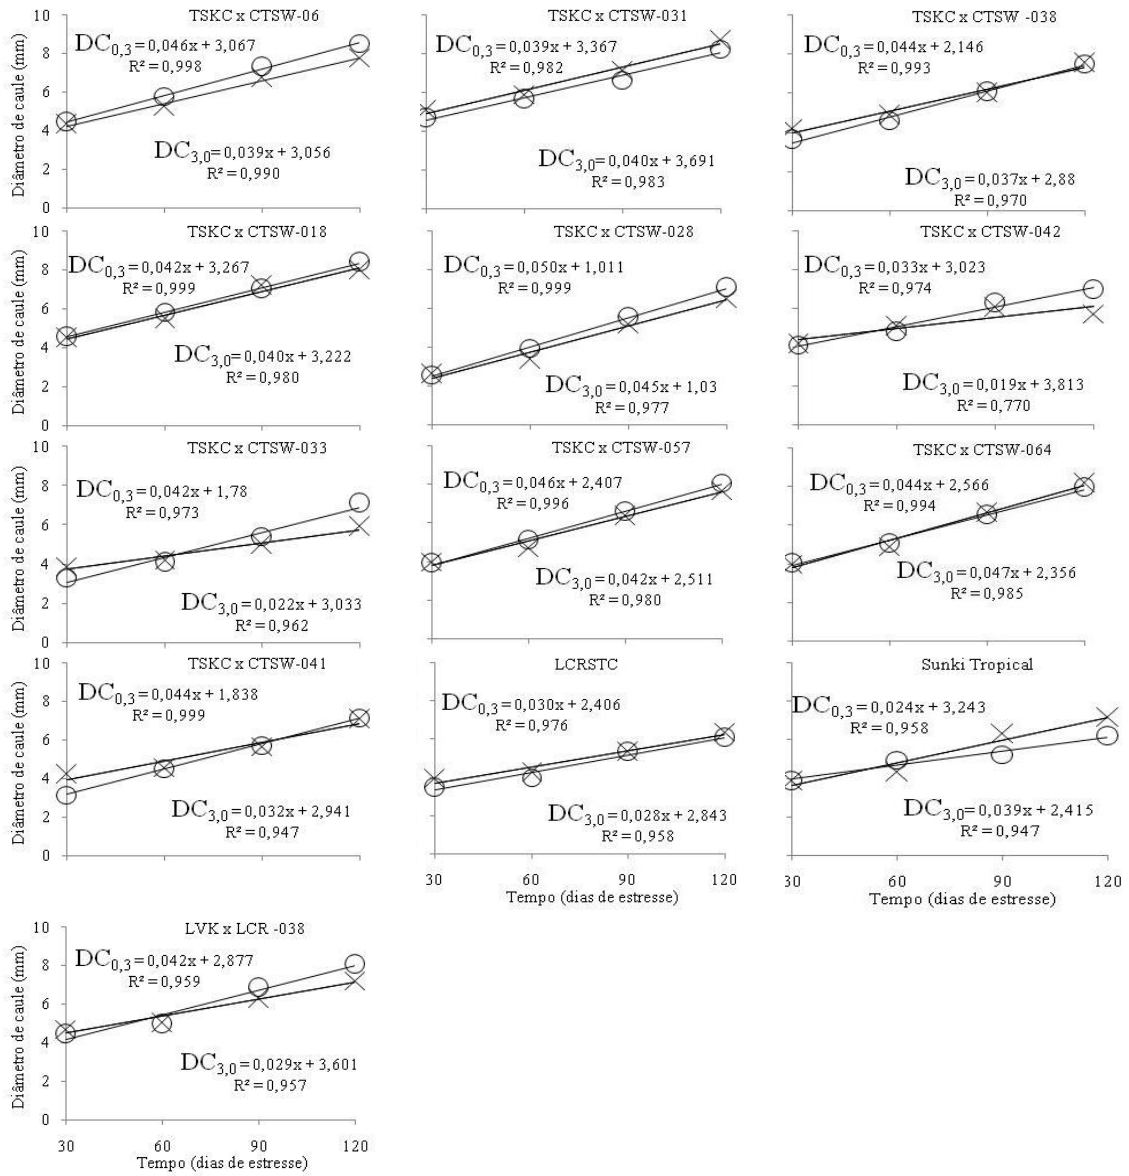 TSKC x CTSW-06
Diâmetro de caule (mm)
10
8
6
4
2
0
DC0,3 = 0,046x + 3,067
R² = 0,998
DC3,0 = 0,039x + 3,056
R² = 0,990
TSKC x CTSW-031
DC0,3 = 0,039x + 3,367
R² = 0,982
DC3,0 = 0,040x + 3,691
R² = 0,983
TSKC x CTSW -038
DC0,3 = 0,044x + 2,146
R² = 0,993
DC3,0 = 0,037x + 2,88
R² = 0,970
TSKC x CTSW-018
Diâmetro de caule (mm)
10
8
6
4
2
0
DC0,3 = 0,042x + 3,267
R² = 0,999
DC3,0 = 0,040x + 3,222
R² = 0,980
TSKC x CTSW-028
DC0,3 = 0,050x + 1,011
R² = 0,999
DC3,0 = 0,045x + 1,03
R² = 0,977
TSKC x CTSW-042
DC0,3 = 0,033x + 3,023
R² = 0,974
DC3,0 = 0,019x + 3,813
R² = 0,770
TSKC x CTSW-033
Diâmetro de caule (mm)
10
8
6
4
2
0
DC0,3 = 0,042x + 1,78
R² = 0,973
DC3,0 = 0,022x + 3,033
R² = 0,962
TSKC x CTSW-057
DC0,3 = 0,046x + 2,407
R² = 0,996
DC3,0 = 0,042x + 2,511
R² = 0,980
TSKC x CTSW-064
DC0,3 = 0,044x + 2,566
R² = 0,994
DC3,0 = 0,047x + 2,356
R² = 0,985
TSKC x CTSW-041
Diâmetro de caule (mm)
10
8
6
4
2
0
DC0,3 = 0,044x + 1,838
R² = 0,999
DC3,0 = 0,032x + 2,941
R² = 0,947
LCRSTC
DC0,3 = 0,030x + 2,406
R² = 0,976
DC3,0 = 0,028x + 2,843
R² = 0,958
30 60 90 120
Tempo (dias de estresse)
Sunki Tropical
DC0,3 = 0,024x + 3,243
R² = 0,958
DC3,0 = 0,039x + 2,415
R² = 0,947
30 60 90 120
Tempo (dias de estresse)
LVK x LCR -038
Diâmetro de caule (mm)
10
8
6
4
2
0
DC0,3 = 0,042x + 2,877
R² = 0,959
DC3,0 = 0,029x + 3,601
R² = 0,957
30 60 90 120
Tempo (dias de estresse)